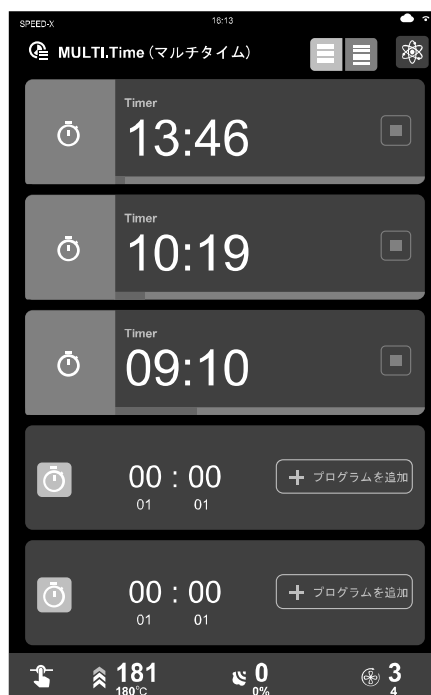 SPEED-X 16:13
MULTI.Time (マルチタイム)
Timer
13:46
Timer
10:19
Timer
09:10
00 : 00
01 01
プログラムを追加
00 : 00
01 01
プログラムを追加
181 0 3
180°C 0% 4